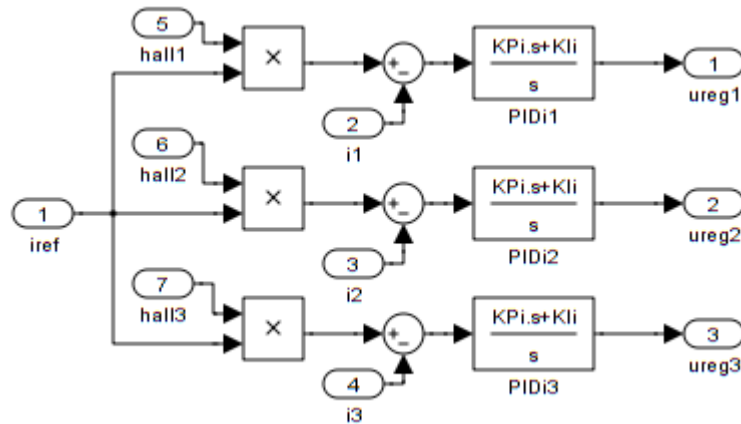 5
hall1
×
+
−
KPi.s+KIi
s
PIDi1
1
ureg1
2
i1
6
hall2
×
+
−
KPi.s+KIi
s
PIDi2
2
ureg2
1
iref
3
i2
7
hall3
×
+
−
KPi.s+KIi
s
PIDi3
3
ureg3
4
i3